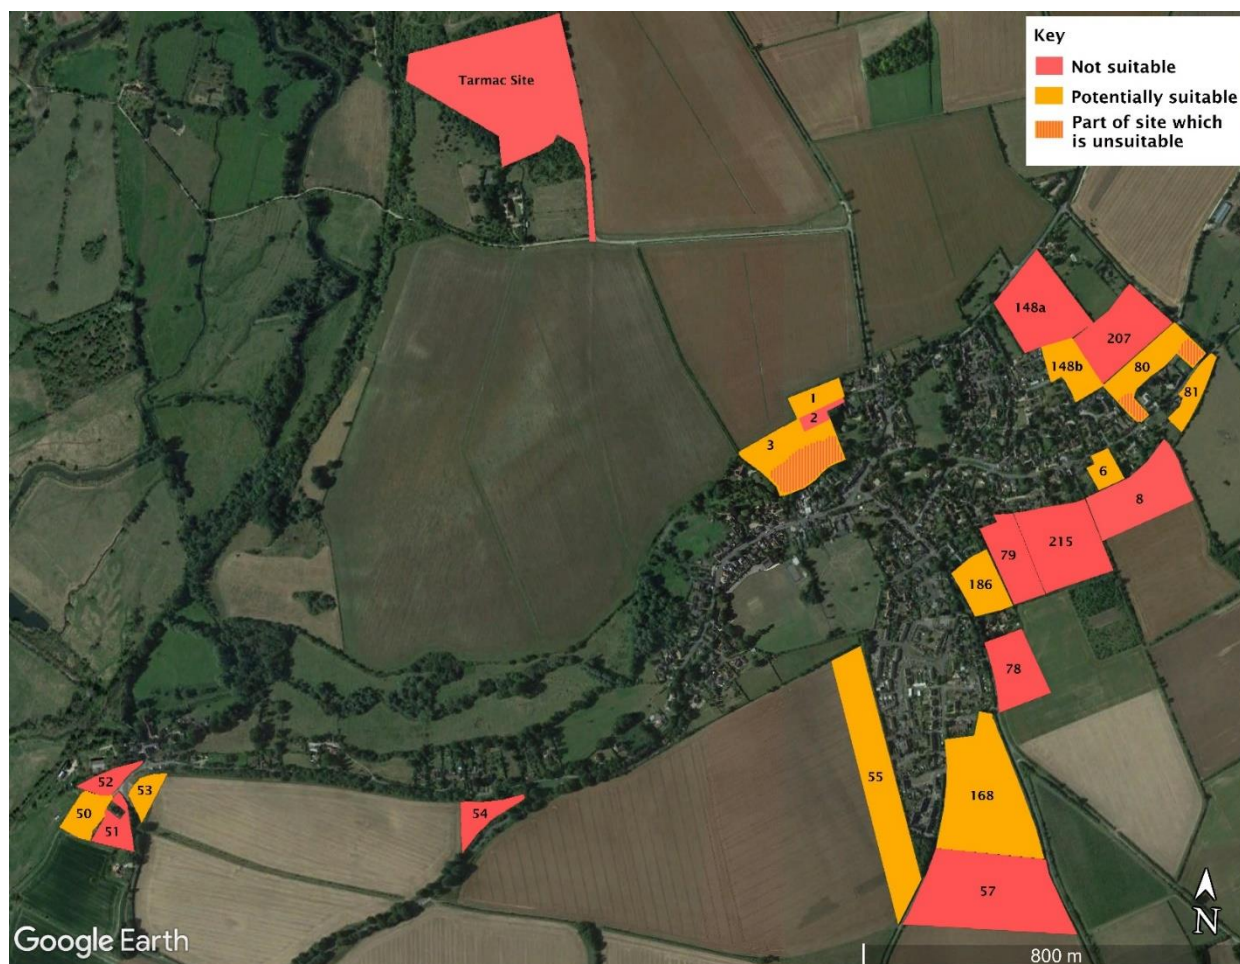 Key
Not suitable
Potentially suitable
Part of site which
is unsuitable
Tarmac Site
148a
207
148b
80
81
1
2
3
6
8
215
79
186
78
55
168
57
52
53
50
51
54
N
Google Earth
800 m